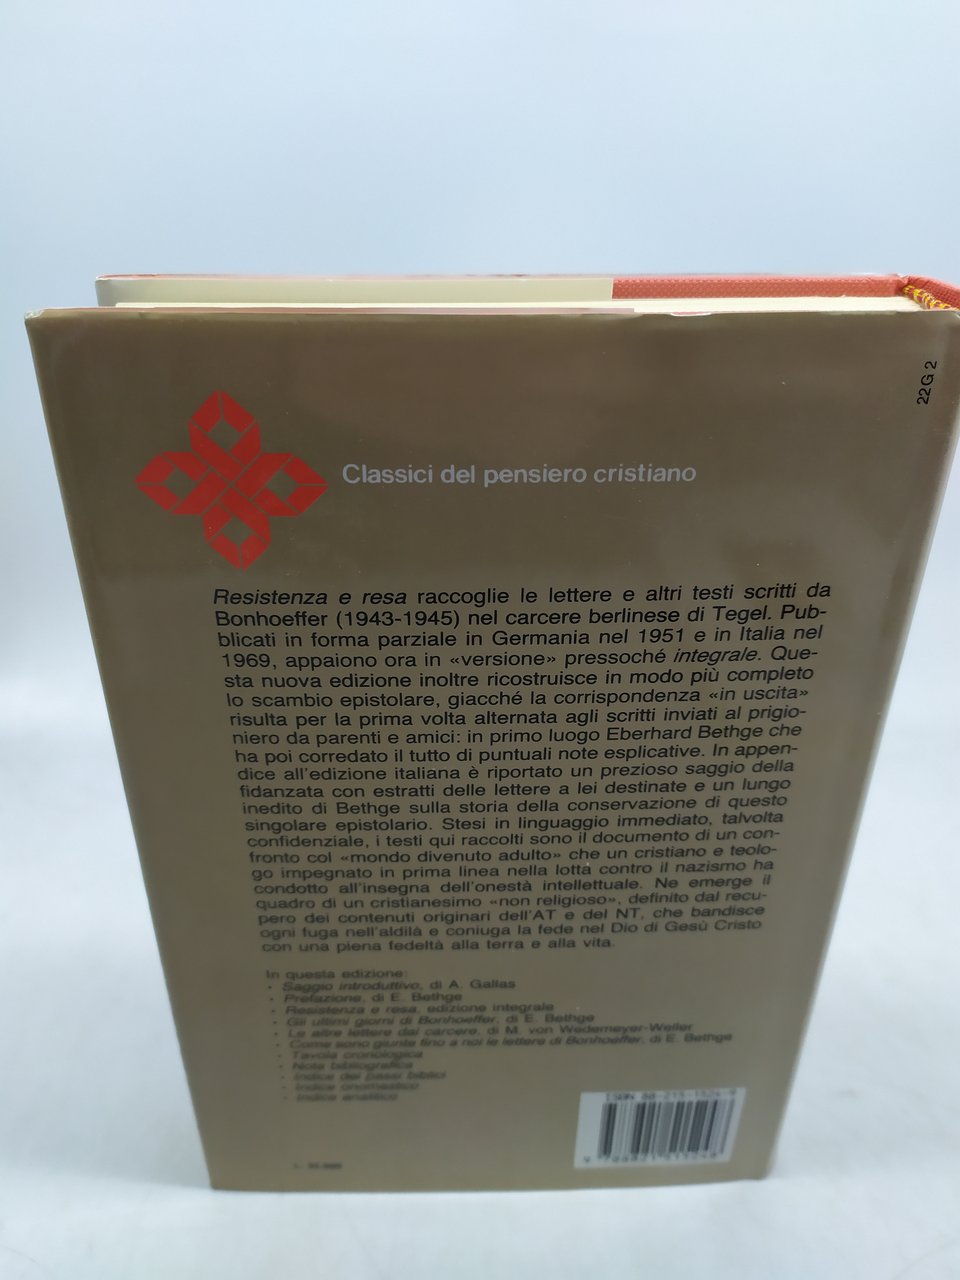 22G 2
Classici del pensiero cristiano
Resistenza e resa raccoglie le lettere e altri testi scritti da
Bonhoeffer (1943-1945) nel carcere berlinese di Tegel. Pub-
blicati in forma parziale in Germania nel 1951 e in Italia nel
1969, appaiono ora in «versione» pressoché integrale. Que-
sta nuova edizione inoltre ricostruisce in modo più completo
lo scambio epistolare, giacché la corrispondenza «in uscita»
risulta per la prima volta alternata agli scritti inviati al prigio-
niero da parenti e amici: in primo luogo Eberhard Bethge che
ha poi corredato il tutto di puntuali note esplicative. In appen-
dice all'edizione italiana è riportato un prezioso saggio della
fidanzata con estratti delle lettere a lei destinate e un lungo
inedito di Bethge sulla storia della conservazione di questo
singolare epistolario. Stesi in linguaggio immediato, talvolta
confidenziale, i testi qui raccolti sono il documento di un con-
fronto col «mondo divenuto adulto» che un cristiano e teolo-
go impegnato in prima linea nella lotta contro il nazismo ha
condotto all'insegna dell'onestà intellettuale. Ne emerge il
quadro di un cristianesimo «non religioso», definito dal recu-
pero dei contenuti originari dell'AT e del NT, che bandisce
ogni fuga nell'aldilà e coniuga la fede nel Dio di Gesù Cristo
con una piena fedeltà alla terra e alla vita.
In questa edizione:
· Saggio introduttivo, di A. Gallas
· Prefazione, di E. Bethge
· Resistenza e resa, edizione integrale
· Gli ultimi giorni di Bonhoeffer, di E. Bethge
· Le altre lettere dal carcere, di M. von Wedemeyer-Weller
· Come sono giunte fino a noi le lettere di Bonhoeffer, di E. Bethge
· Tavola cronologica
· Nota bibliografica
· Indice dei passi biblici
· Indice onomastico
· Indice analitico
ISBN